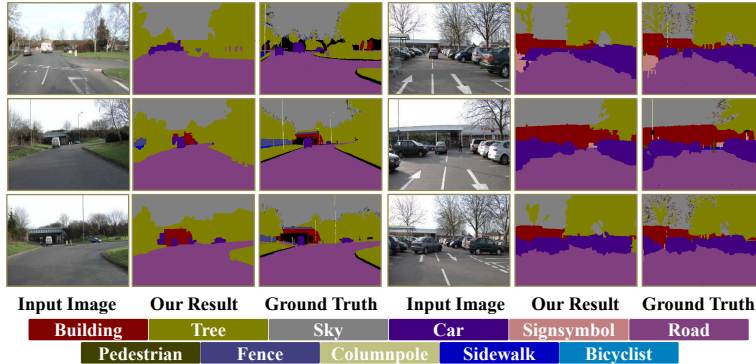 Input Image Our Result Ground Truth Input Image Our Result Ground Truth
Building Tree Sky Car Signsymbol Road
Pedestrian Fence Columnpole Sidewalk Bicyclist